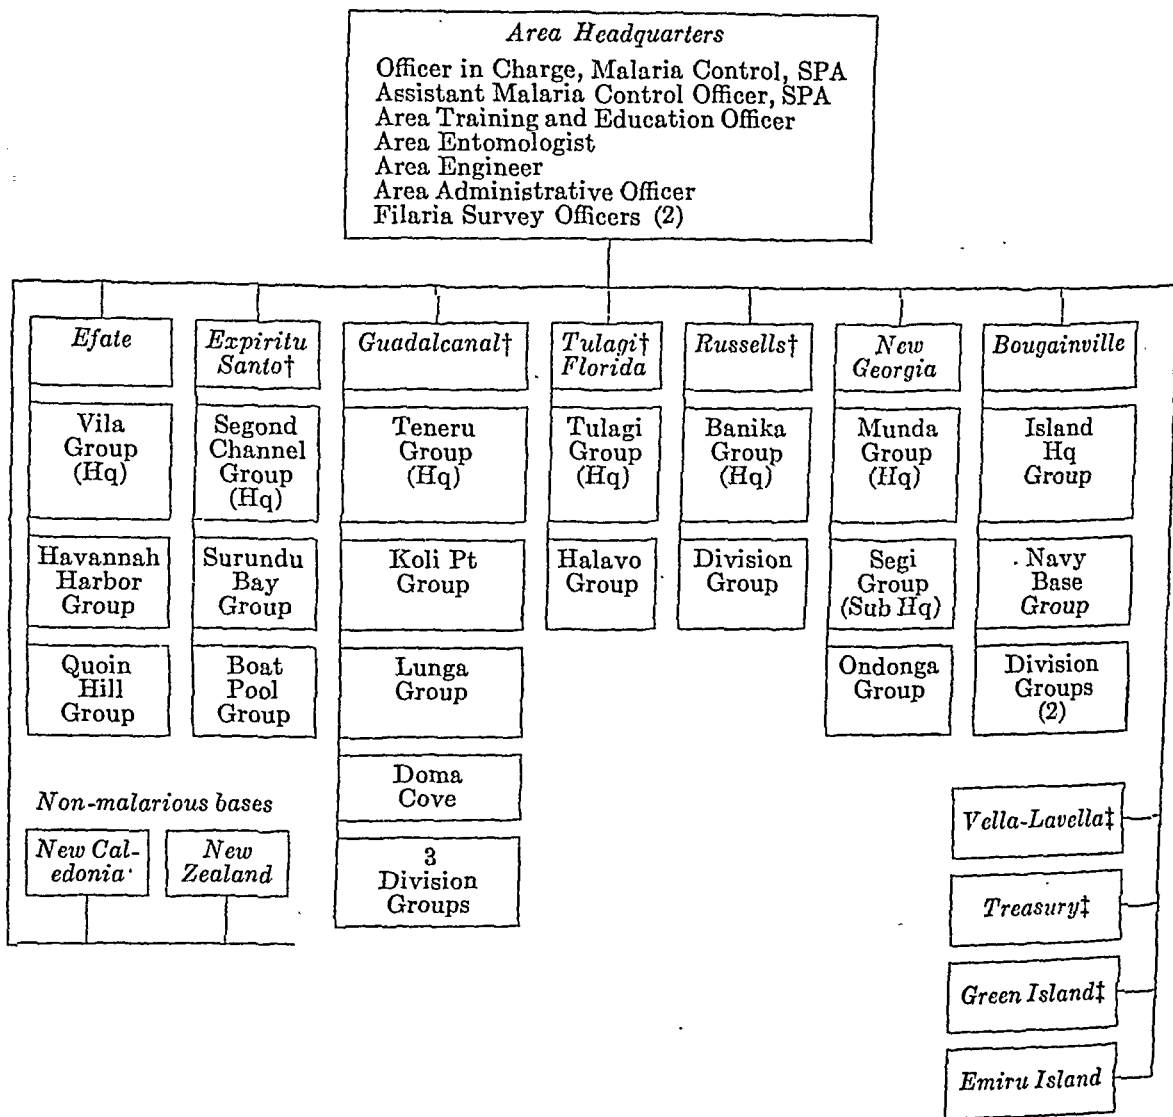 Area Headquarters
Officer in Charge, Malaria Control, SPA
Assistant Malaria Control Officer, SPA
Area Training and Education Officer
Area Entomologist
Area Engineer
Area Administrative Officer
Filaria Survey Officers (2)
Efate
Vila
Group
(Hq)
Havannah
Harbor
Group
Quoin
Hill
Group
Expiritu
Santo†
Segond
Channel
Group
(Hq)
Surundu
Bay
Group
Boat
Pool
Group
Guadalcanal†
Teneru
Group
(Hq)
Koli Pt
Group
Lunga
Group
Doma
Cove
3
Division
Groups
Tulagi†
Florida
Tulagi
Group
(Hq)
Halavo
Group
Russells†
Banika
Group
(Hq)
Division
Group
New
Georgia
Munda
Group
(Hq)
Segi
Group
(Sub Hq)
Ondonga
Group
Bougainville
Island
Hq
Group
Navy
Base
Group
Division
Groups
(2)
Non-malarious bases
New Cal-
edonia
New
Zealand
Vella-Lavella‡
Treasury‡
Green Island‡
Emiru Island